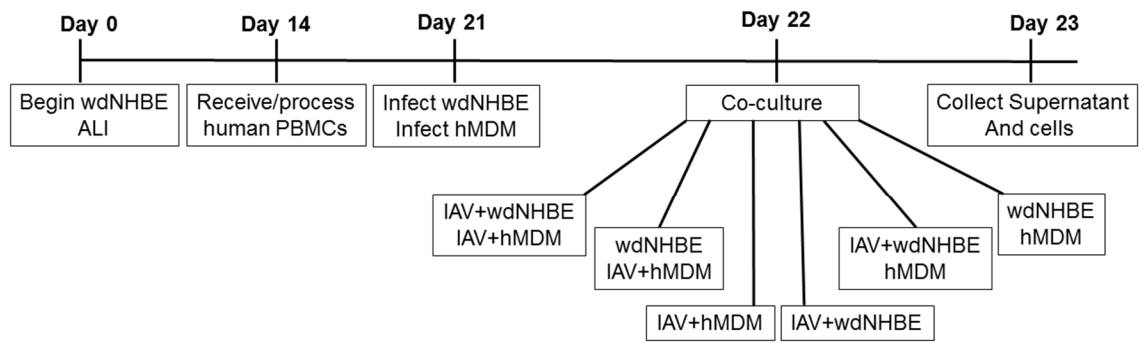 Day 0
Day 14
Day 21
Day 22
Day 23
Begin wdNHBE
ALI
Receive/process
human PBMCs
Infect wdNHBE
Infect hMDM
Co-culture
Collect Supernatant
And cells
IAV+wdNHBE
IAV+hMDM
wdNHBE
IAV+hMDM
IAV+hMDM
IAV+wdNHBE
IAV+wdNHBE
hMDM
wdNHBE
hMDM